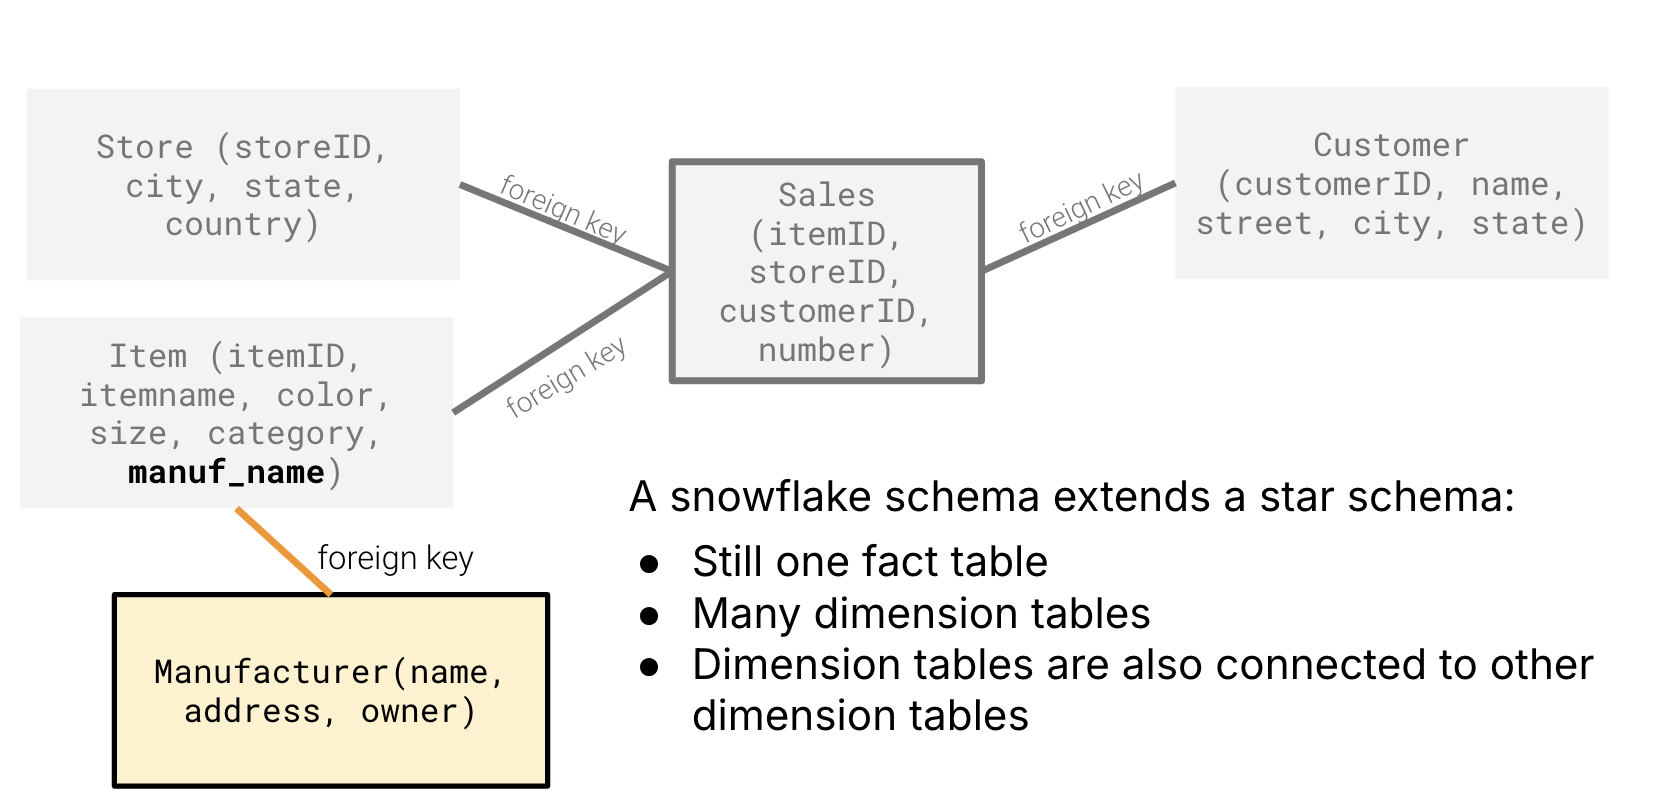 Store (storeID,
city, state,
country)
foreign key
Sales
(itemID,
storeID,
customerID,
number)
foreign key
Customer
(customerID, name,
street, city, state)
Item (itemID,
itemname, color,
size, category,
manuf_name)
foreign key
foreign key
Manufacturer(name,
address, owner)
A snowflake schema extends a star schema:
● Still one fact table
● Many dimension tables
● Dimension tables are also connected to other
dimension tables